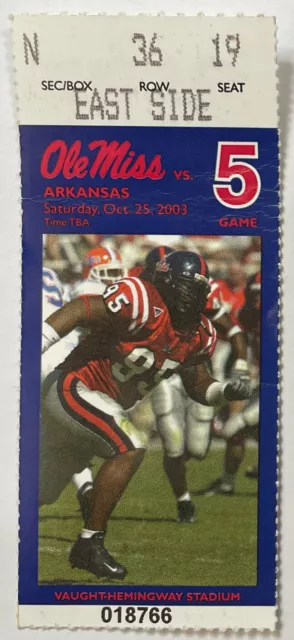 N 36 19
SEC/BOX ROW SEAT
EAST SIDE
Ole Miss VS. 5
ARKANSAS
Saturday, Oct. 25, 2003
Time TBA GAME
95
95
VAUGHT-HEMINGWAY STADIUM
018766